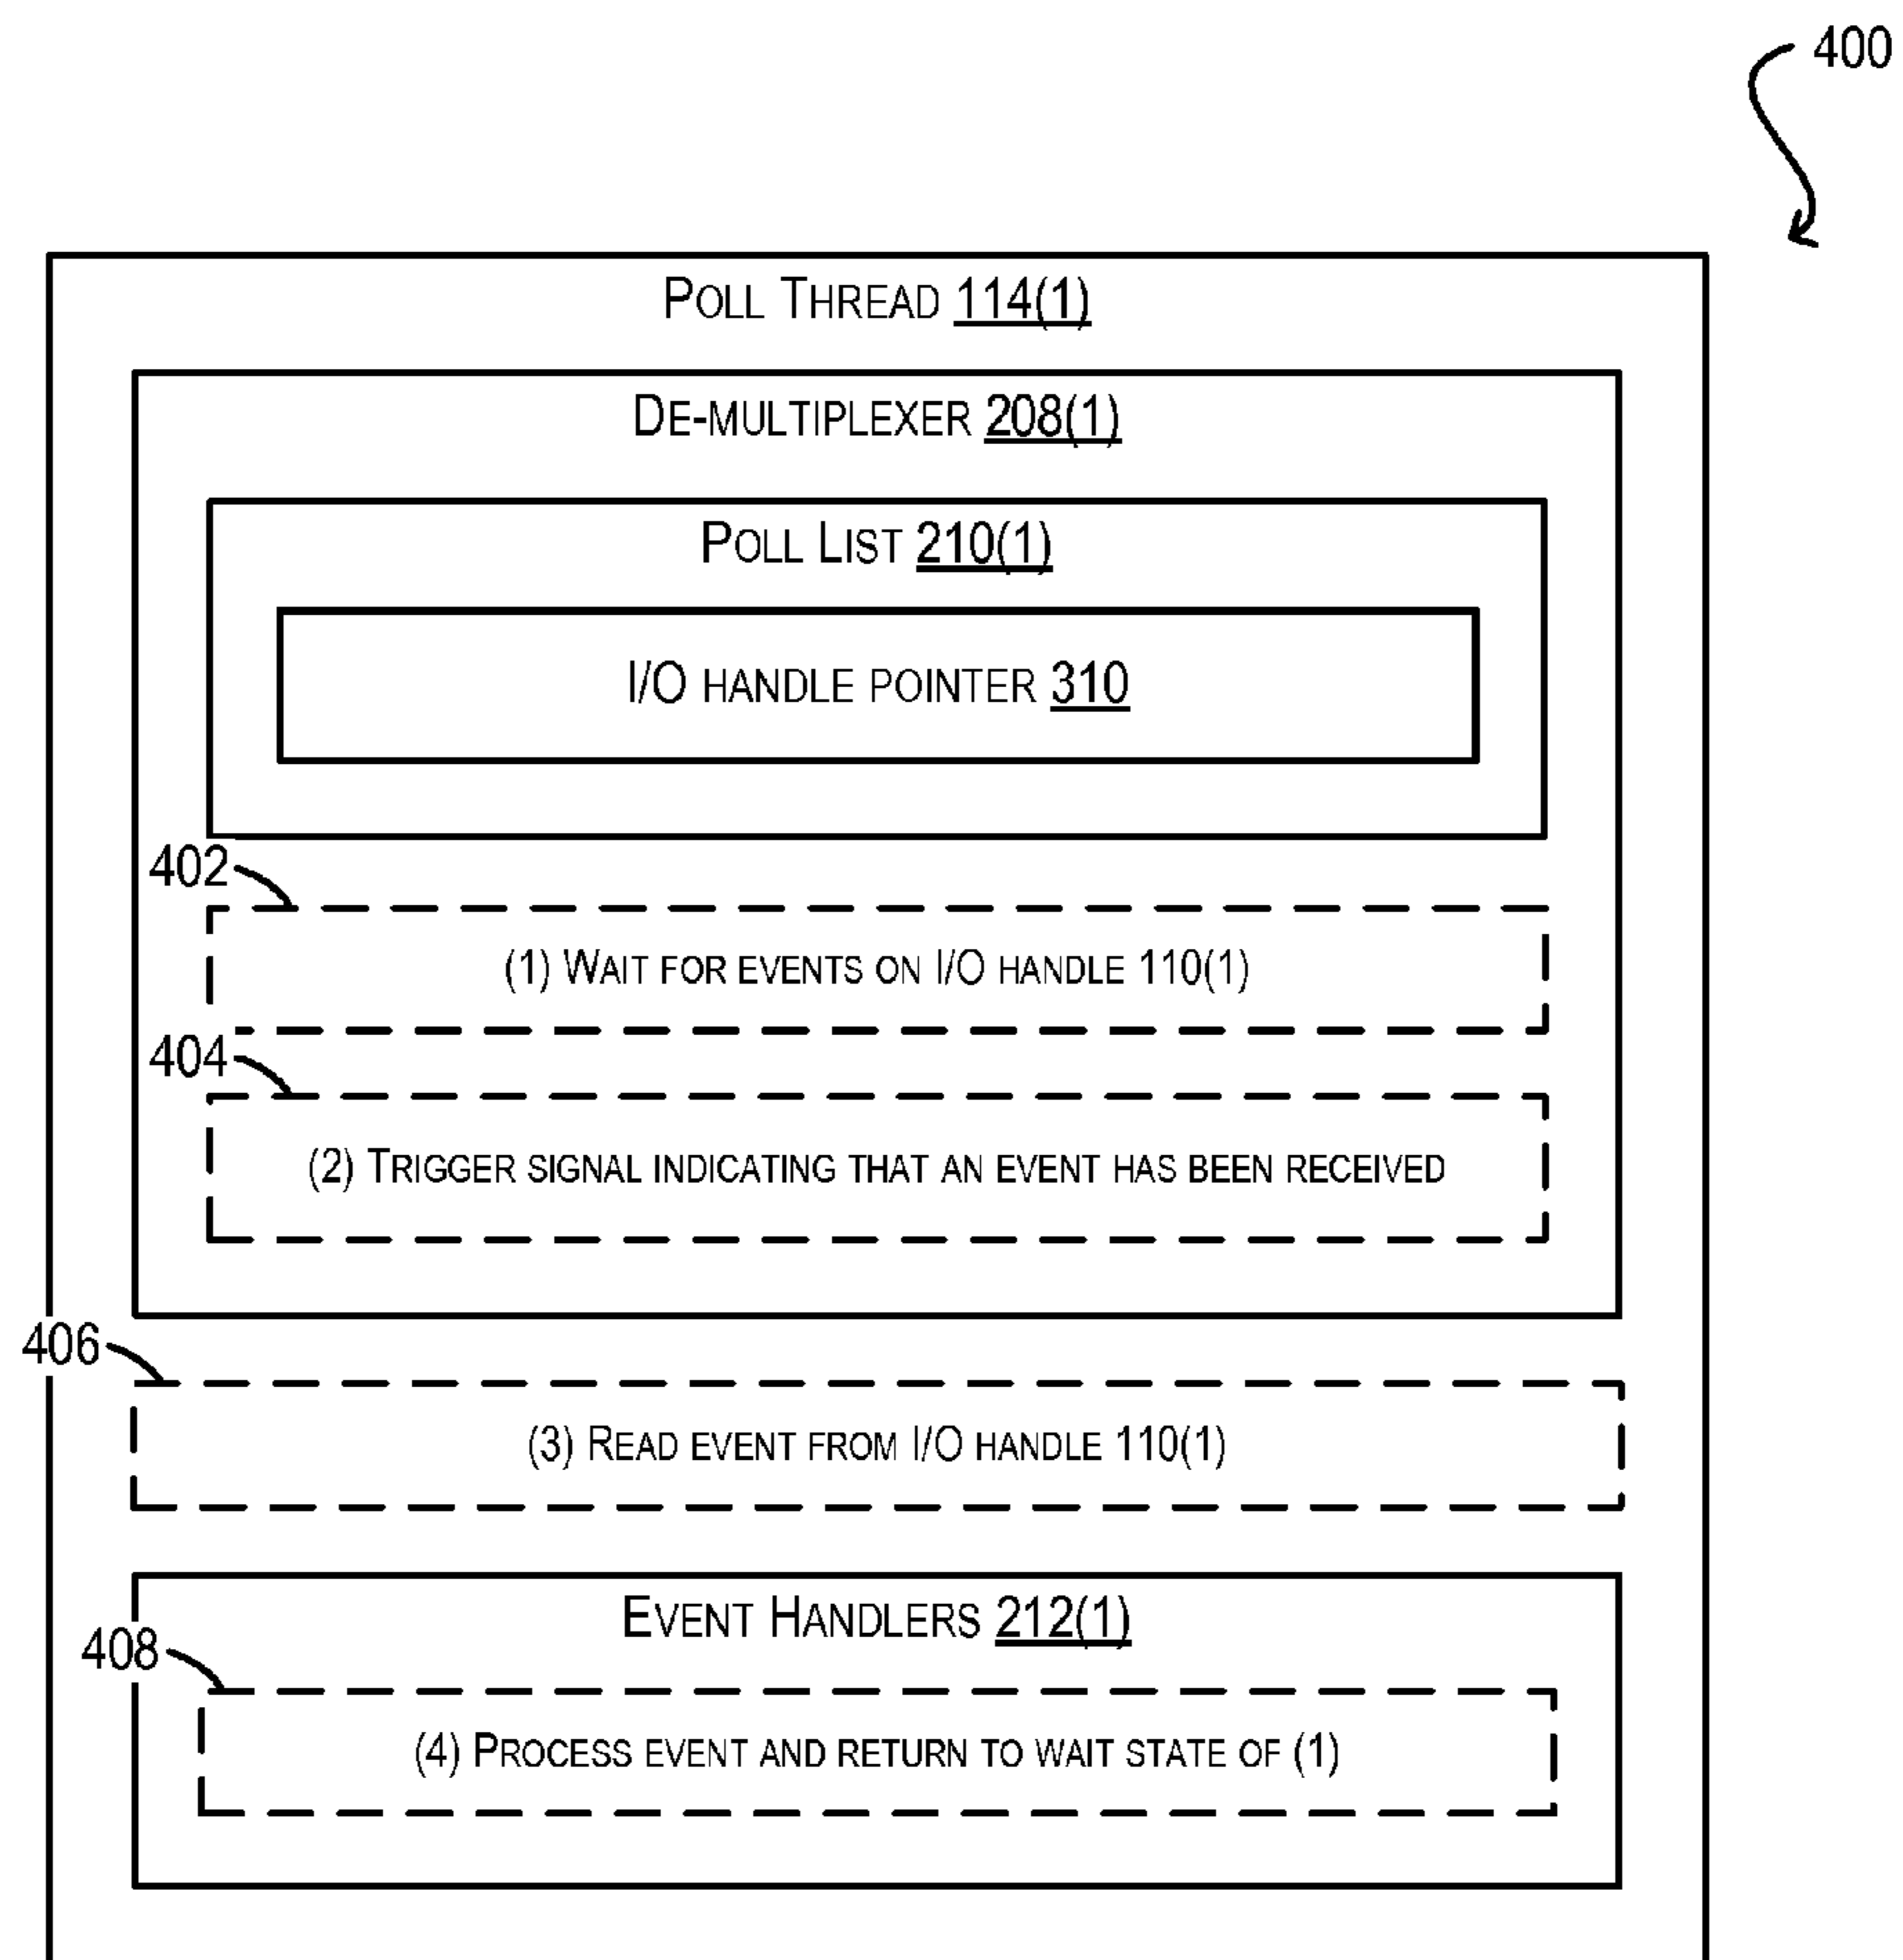 400
POLL THREAD 114(1)
DE-MULTIPLEXER 208(1)
POLL LIST 210(1)
I/O HANDLE POINTER 310
402
(1) WAIT FOR EVENTS ON I/O HANDLE 110(1)
404
(2) TRIGGER SIGNAL INDICATING THAT AN EVENT HAS BEEN RECEIVED
406
(3) READ EVENT FROM I/O HANDLE 110(1)
EVENT HANDLERS 212(1)
408
(4) PROCESS EVENT AND RETURN TO WAIT STATE OF (1)